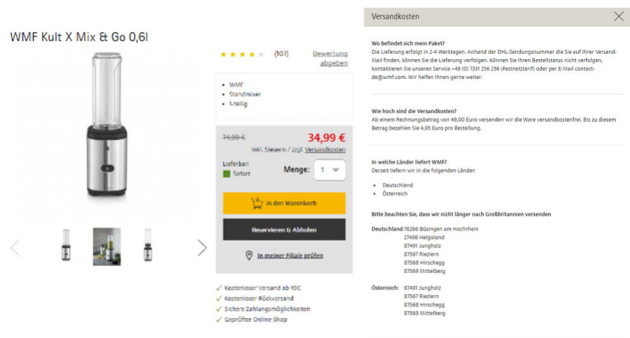 WMF Kult X Mix & Go 0,6l
(107) Bewertung
abgeben
WMF
Standmixer
1-teilig
74,99 € 34,99 €
inkl. Steuern / zzgl. Versandkosten
Lieferbar:
Sofort
Menge: 1
In den Warenkorb
Reservieren & Abholen
In meiner Filiale prüfen
Kostenloser Versand ab 49€
Kostenloser Rückversand
Sichere Zahlungsmöglichkeiten
Geprüfter Online-Shop
Versandkosten
Wo befindet sich mein Paket?
Die Lieferung erfolgt in 2-4 Werktagen. Anhand der DHL-Sendungsnummer die Sie auf Ihrer Versand-
Mail finden, können Sie die Lieferung verfolgen. Können Sie Ihren Bestellstatus nicht verfolgen,
kontaktieren Sie unseren Service +49 (0) 7331 256 256 (Festnetztarif) oder per E-Mail contact-
de@wmf.com. Wir helfen Ihnen gerne weiter.
Wie hoch sind die Versandkosten?
Ab einem Rechnungsbetrag von 49,00 Euro versenden wir die Ware versandkostenfrei. Bis zu diesem
Betrag bezahlen Sie 4,95 Euro pro Bestellung.
In welche Länder liefert WMF?
Derzeit liefern wir in die folgenden Länder:
Deutschland
Österreich
Bitte beachten Sie, dass wir nicht länger nach Großbritannien versenden
Deutschland: 78266 Büsingen am Hochrhein
27498 Helgoland
87491 Jungholz
87567 Riezlern
87568 Hirschegg
87569 Mittelberg
Österreich: 87491 Jungholz
87567 Riezlern
87568 Hirschegg
87569 Mittelberg